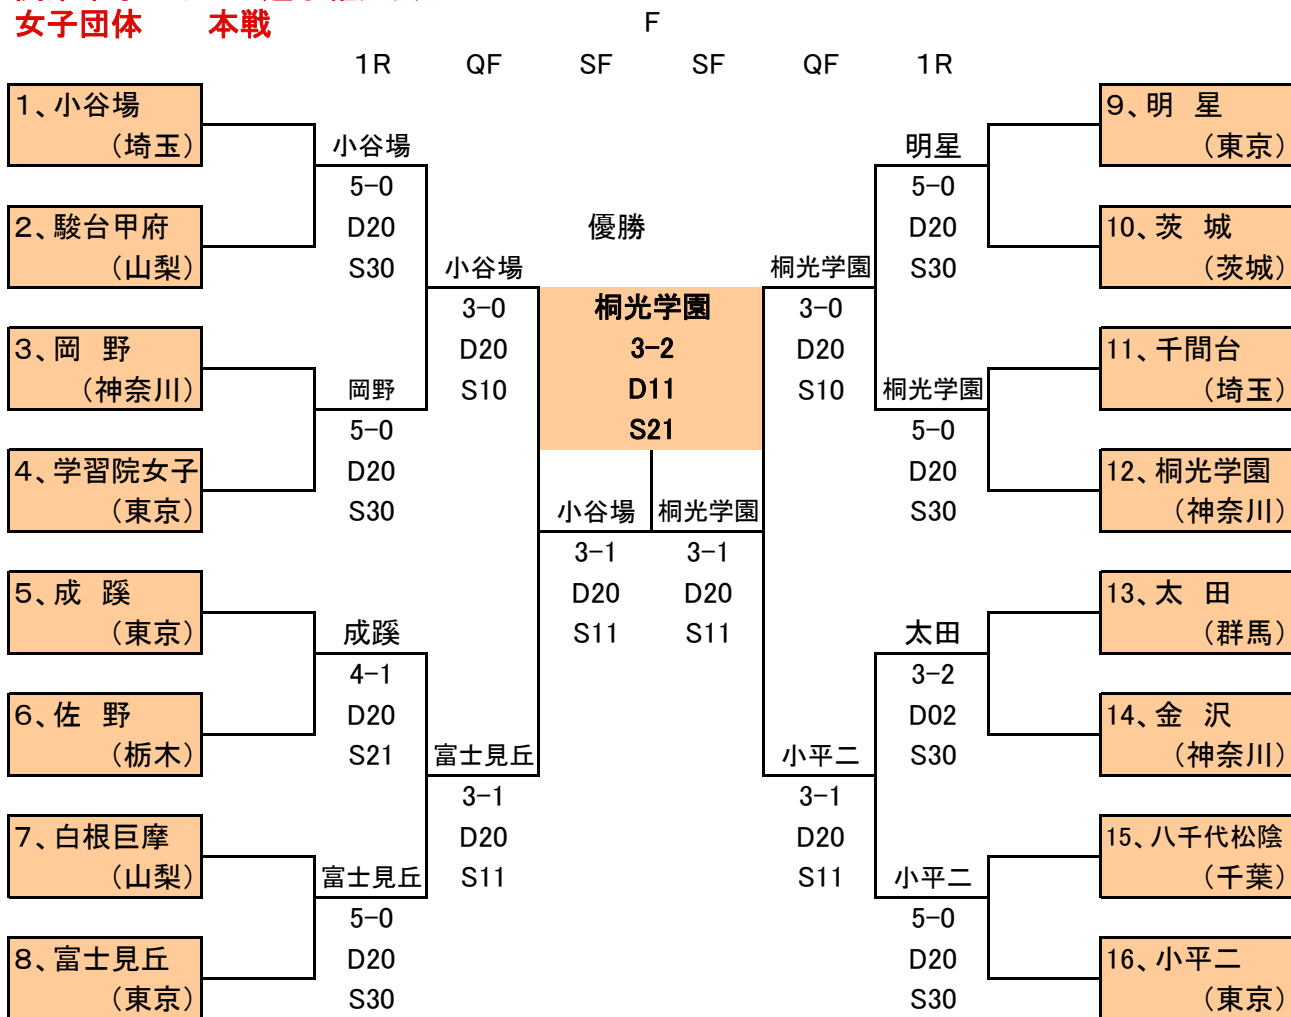 女子団体　　本戦
F
1R QF SF SF QF 1R
1、小谷場
（埼玉）
2、駿台甲府
（山梨）
3、岡　野
（神奈川）
4、学習院女子
（東京）
5、成　蹊
（東京）
6、佐　野
（栃木）
7、白根巨摩
（山梨）
8、富士見丘
（東京）
小谷場
5-0
D20
S30
岡野
5-0
D20
S30
成蹊
4-1
D20
S21
富士見丘
5-0
D20
S30
小谷場
3-0
D20
S10
富士見丘
3-1
D20
S11
優勝
桐光学園
3-2
D11
S21
小谷場
3-1
D20
S11
桐光学園
3-1
D20
S11
桐光学園
3-0
D20
S10
小平二
3-1
D20
S11
明星
5-0
D20
S30
桐光学園
5-0
D20
S30
太田
3-2
D02
S30
小平二
5-0
D20
S30
9、明　星
（東京）
10、茨　城
（茨城）
11、千間台
（埼玉）
12、桐光学園
（神奈川）
13、太　田
（群馬）
14、金　沢
（神奈川）
15、八千代松陰
（千葉）
16、小平二
（東京）